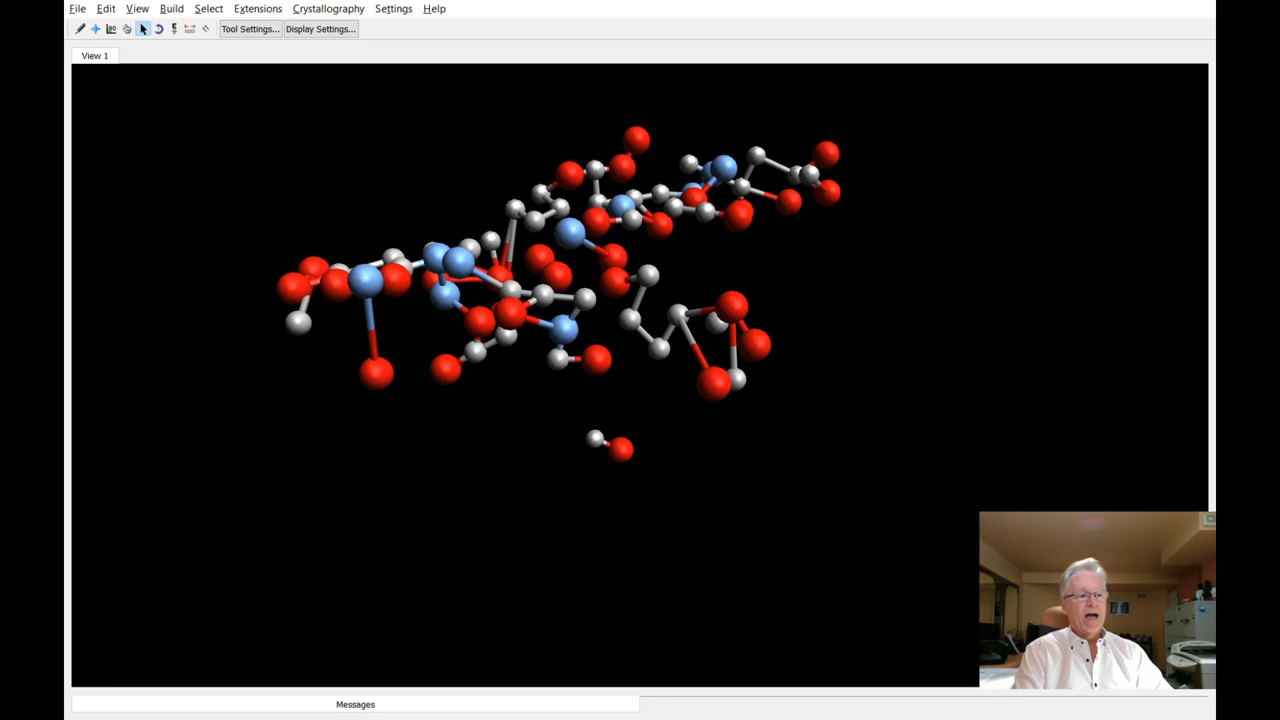 File Edit View Build Select Extensions Crystallography Settings Help
Tool Settings... Display Settings...
View 1
Messages